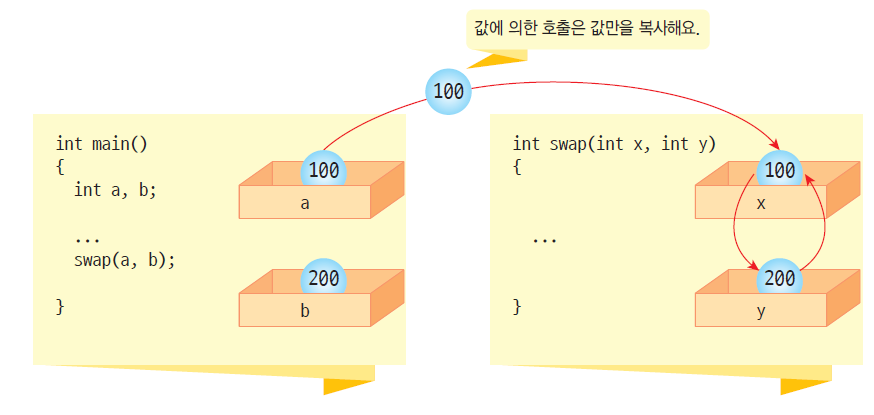 값에 의한 호출은 값만을 복사해요.
100
int main()
{
int a, b;
...
swap(a, b);
}
100
a
200
b
int swap(int x, int y)
{
...
}
100
x
200
y